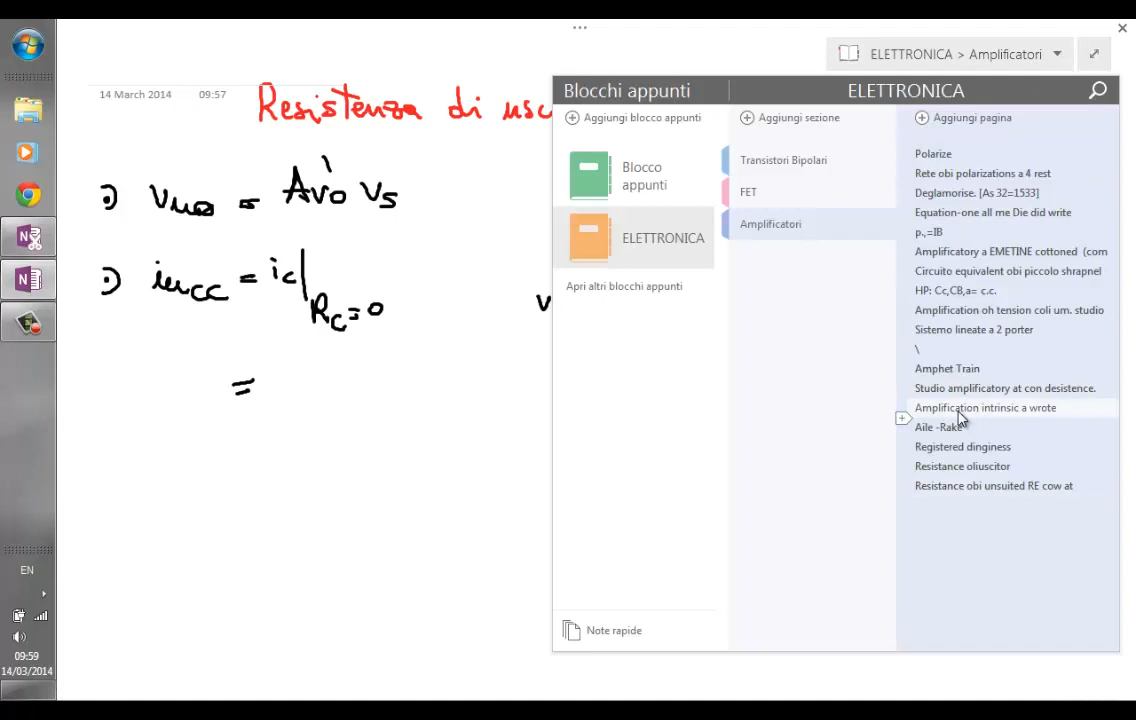 ELETTRONICA > Amplificatori
14 March 2014 09:57
Resistenza di usc
= Av'o vs
= ic|
Rc=0
v
=
Blocchi appunti
Aggiungi blocco appunti
Blocco
appunti
ELETTRONICA
Apri altri blocchi appunti
Note rapide
Aggiungi sezione
Transistori Bipolari
FET
Amplificatori
ELETTRONICA
Aggiungi pagina
Polarize
Rete obi polarizations a 4 rest
Deglamorise. [As 32=1533]
Equation-one all me Die did write
p.,=IB
Amplificatory a EMETINE cottoned (com
Circuito equivalent obi piccolo shrapnel
HP: Cc,CB,a= c.c.
Amplification oh tension coli um. studio
Sistemo lineate a 2 porter
\
Amphet Train
Studio amplificatory at con desistence.
Amplification intrinsic a wrote
Aile -Rake
Registered dinginess
Resistance oliuscitor
Resistance obi unsuited RE cow at
EN
09:59
14/03/2014